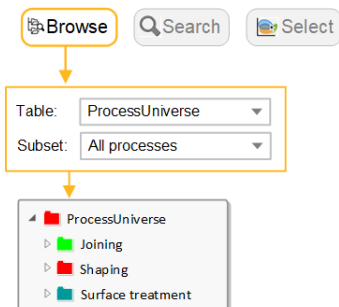 Browse Search Select
Table: ProcessUniverse
Subset: All processes
ProcessUniverse
Joining
Shaping
Surface treatment